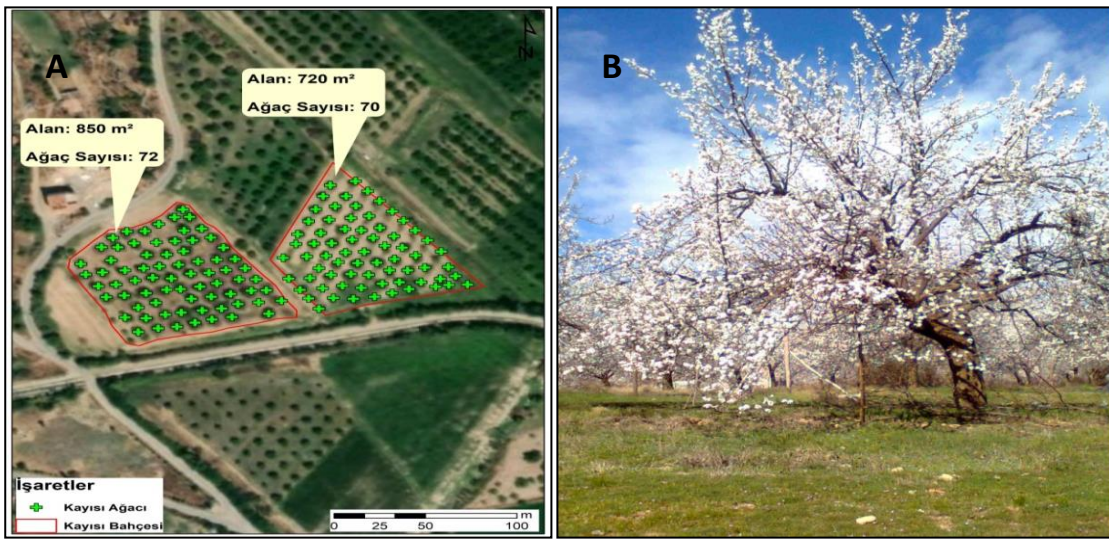 A
Alan: 850 m²
Ağaç Sayısı: 72
Alan: 720 m²
Ağaç Sayısı: 70
N
İşaretler
Kayısı Ağacı
Kayısı Bahçesi
m
0 25 50 100
B